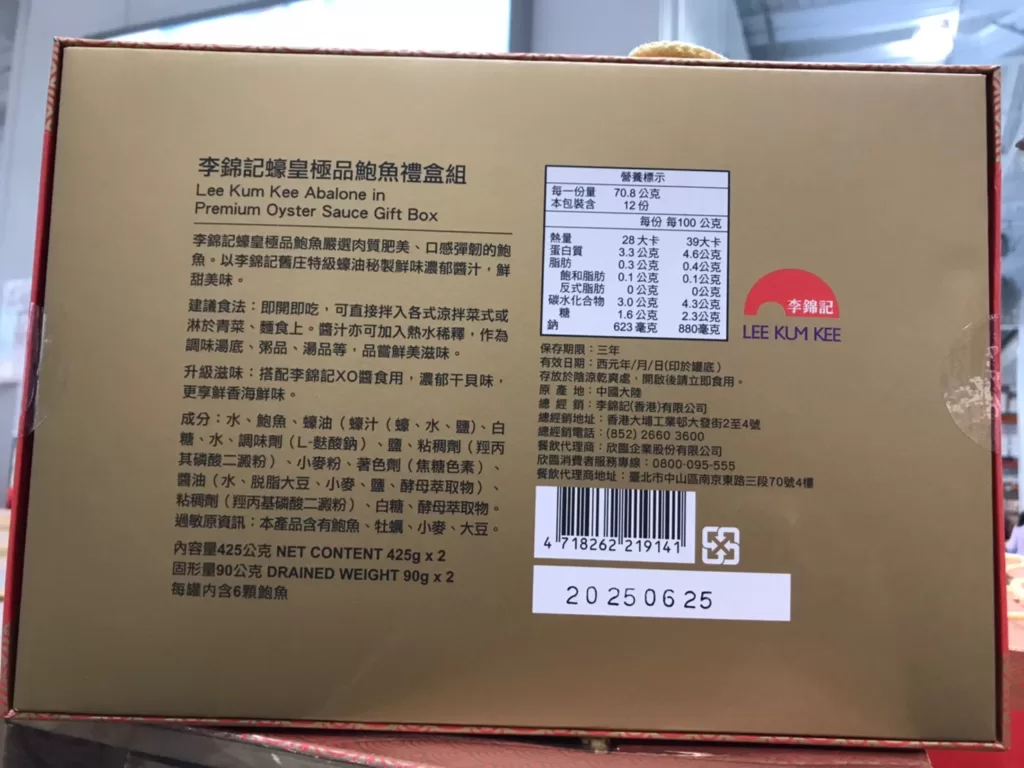 李錦記蠔皇極品鮑魚禮盒組
Lee Kum Kee Abalone in
Premium Oyster Sauce Gift Box
李錦記蠔皇極品鮑魚嚴選肉質肥美、口感彈韌的鮑
魚。以李錦記舊庄特級蠔油秘製鮮味濃郁醬汁，鮮
甜美味。
建議食法：即開即吃，可直接拌入各式涼拌菜式或
淋於青菜、麵食上。醬汁亦可加入熱水稀釋，作為
調味湯底、粥品、湯品等，品嘗鮮美滋味。
升級滋味：搭配李錦記XO醬食用，濃郁干貝味，
更享鮮香海鮮味。
成分：水、鮑魚、蠔油（蠔汁（蠔、水、鹽）、白
糖、水、調味劑（L-麩酸鈉）、鹽、粘稠劑（羥丙
基磷酸二澱粉）、小麥粉、著色劑（焦糖色素）、
醬油（水、脫脂大豆、小麥、鹽、酵母萃取物）、
粘稠劑（羥丙基磷酸二澱粉）、白糖、酵母萃取物。
過敏原資訊：本產品含有鮑魚、牡蠣、小麥、大豆。
內容量425公克 NET CONTENT 425g x 2
固形量90公克 DRAINED WEIGHT 90g x 2
每罐內含6顆鮑魚
營養標示
每一份量 70.8 公克
本包裝含 12 份
每份 每100 公克
熱量 28 大卡 39大卡
蛋白質 3.3 公克 4.6公克
脂肪 0.3 公克 0.4公克
飽和脂肪 0.1 公克 0.1公克
反式脂肪 0 公克 0公克
碳水化合物 3.0 公克 4.3公克
糖 1.6 公克 2.3公克
鈉 623 毫克 880毫克
李錦記
LEE KUM KEE
保存期限：三年
有效日期：西元年/月/日(印於罐底)
存放於陰涼乾爽處，開啟後請立即食用。
原 產 地：中國大陸
總 經 銷：李錦記(香港)有限公司
總經銷地址：香港大埔工業邨大發街2至4號
總經銷電話：(852) 2660 3600
餐飲代理商：欣臨企業股份有限公司
欣臨消費者服務專線：0800-095-555
餐飲代理商地址：臺北市中山區南京東路三段70號4樓
4 718262 219141
20250625